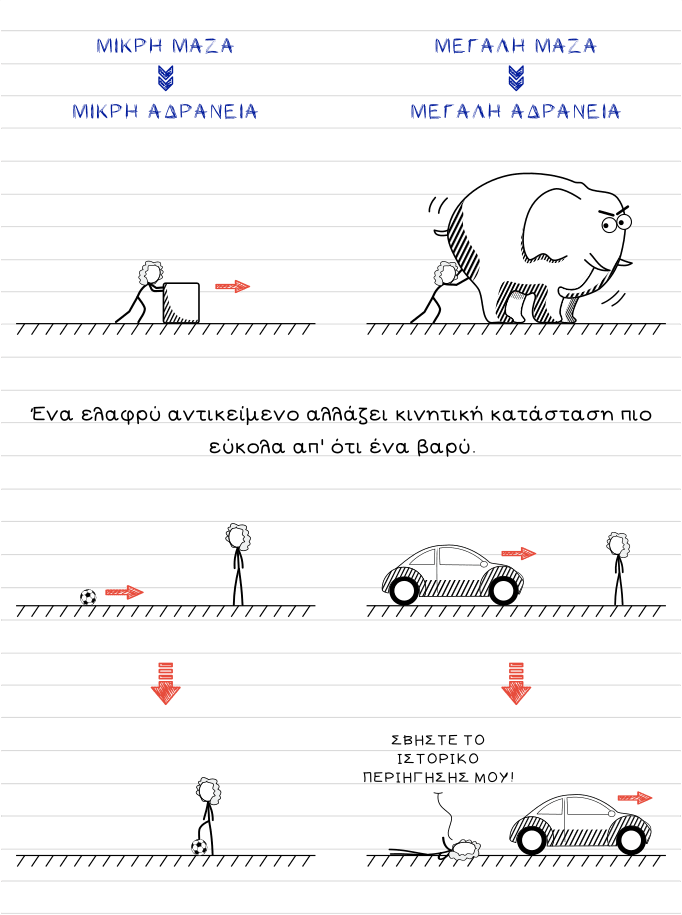 ΜΙΚΡΗ ΜΑΖΑ
ΜΙΚΡΗ ΑΔΡΑΝΕΙΑ
ΜΕΓΑΛΗ ΜΑΖΑ
ΜΕΓΑΛΗ ΑΔΡΑΝΕΙΑ
Ένα ελαφρύ αντικείμενο αλλάζει κινητική κατάσταση πιο
εύκολα απ' ότι ένα βαρύ.
ΣΒΗΣΤΕ ΤΟ
ΙΣΤΟΡΙΚΟ
ΠΕΡΙΗΓΗΣΗΣ ΜΟΥ!